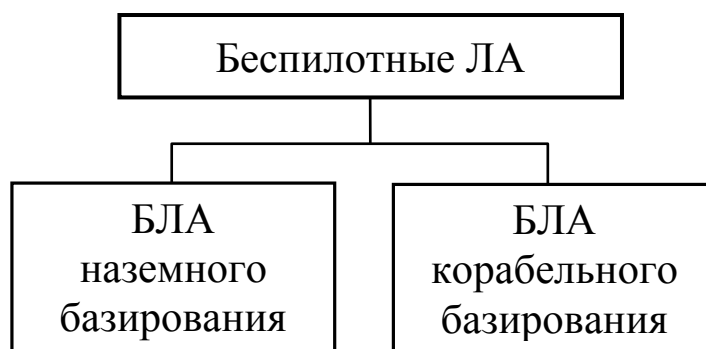 Беспилотные ЛА
БЛА
наземного
базирования
БЛА
корабельного
базирования